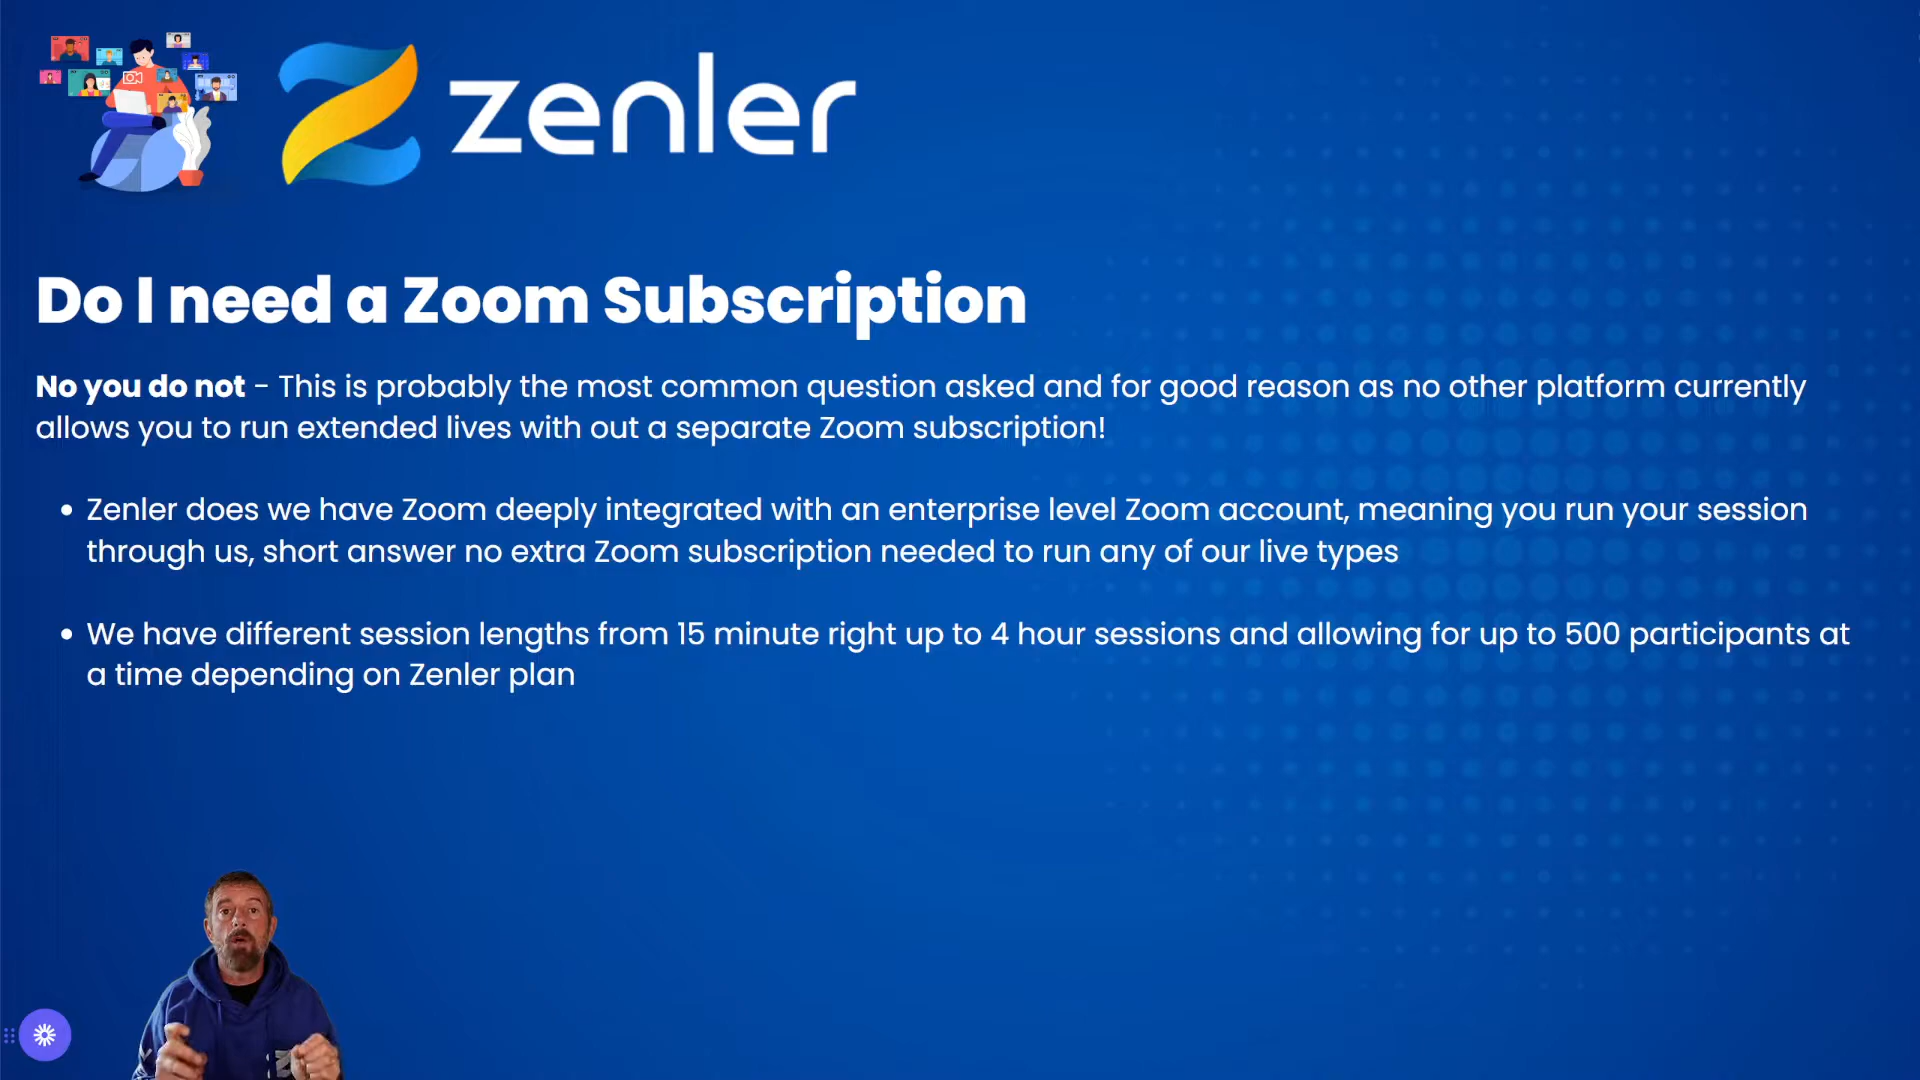 zenler
Do I need a Zoom Subscription
No you do not - This is probably the most common question asked and for good reason as no other platform currently
allows you to run extended lives with out a separate Zoom subscription!
• Zenler does we have Zoom deeply integrated with an enterprise level Zoom account, meaning you run your session
through us, short answer no extra Zoom subscription needed to run any of our live types
• We have different session lengths from 15 minute right up to 4 hour sessions and allowing for up to 500 participants at
a time depending on Zenler plan